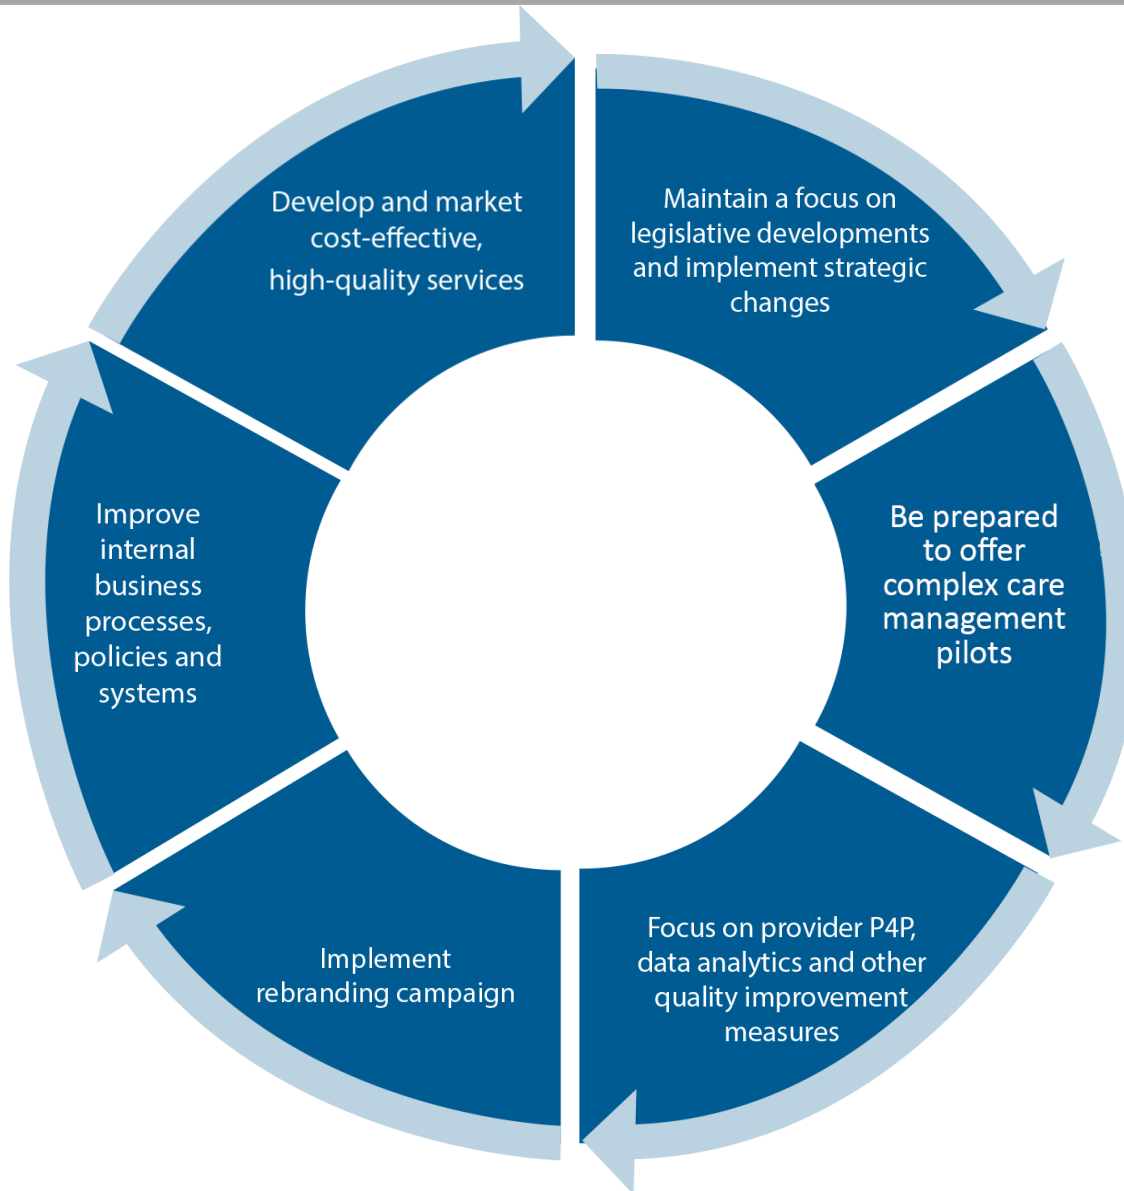 Develop and market
cost-effective,
high-quality services
Maintain a focus on
legislative developments
and implement strategic
changes
Be prepared
to offer
complex care
management
pilots
Focus on provider P4P,
data analytics and other
quality improvement
measures
Implement
rebranding campaign
Improve
internal
business
processes,
policies and
systems